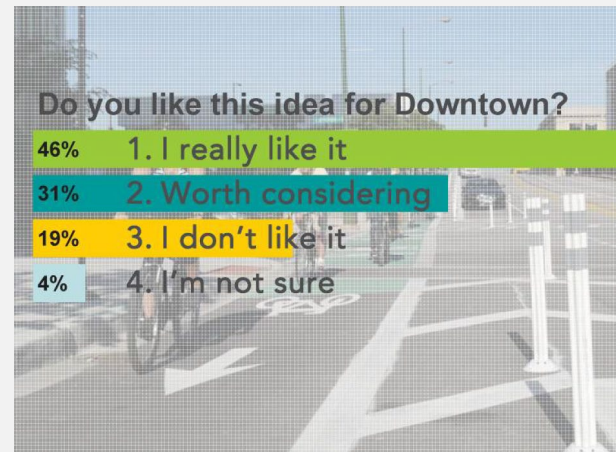 Do you like this idea for Downtown?
46% 1. I really like it
31% 2. Worth considering
19% 3. I don't like it
4% 4. I'm not sure